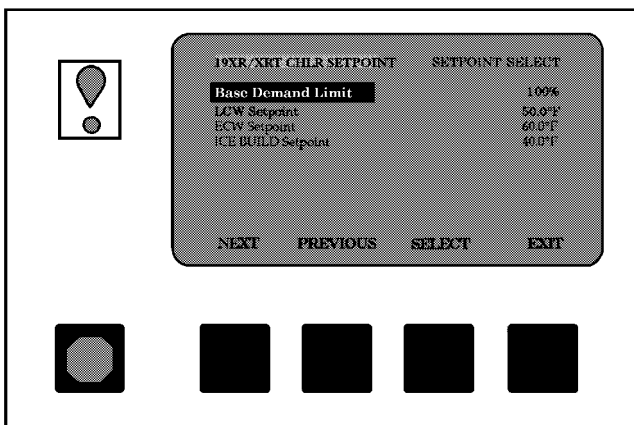 19XR/XRT CHLR SETPOINT SETPOINT SELECT
Base Demand Limit 100%
LCW Setpoint 50.0°F
ECW Setpoint 60.0°F
ICE BUILD Setpoint 40.0°F
NEXT PREVIOUS SELECT EXIT